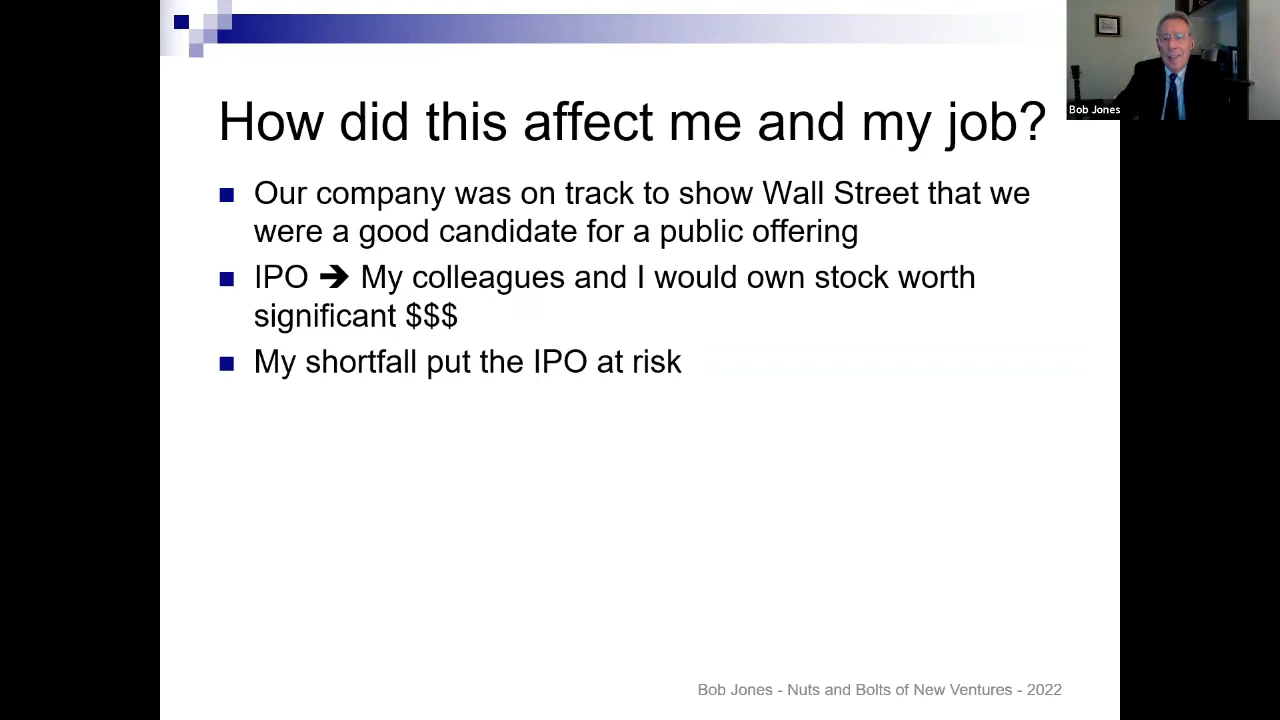 Bob Jones
How did this affect me and my job?
■ Our company was on track to show Wall Street that we
were a good candidate for a public offering
■ IPO ➔ My colleagues and I would own stock worth
significant $$$
■ My shortfall put the IPO at risk
Bob Jones - Nuts and Bolts of New Ventures - 2022